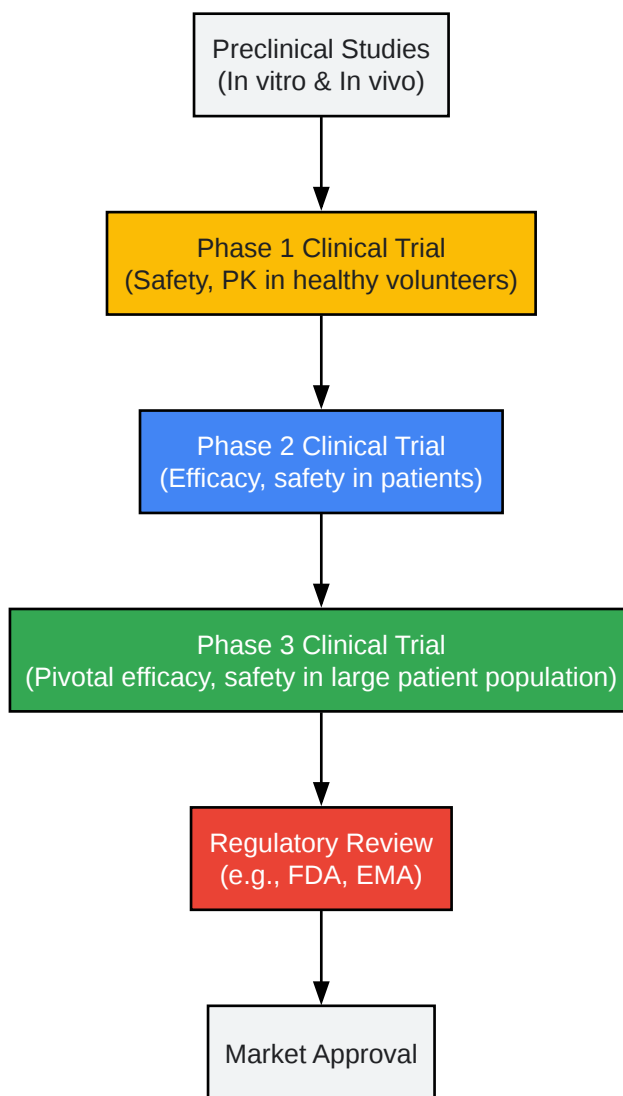 Preclinical Studies
(In vitro & In vivo)
Phase 1 Clinical Trial
(Safety, PK in healthy volunteers)
Phase 2 Clinical Trial
(Efficacy, safety in patients)
Phase 3 Clinical Trial
(Pivotal efficacy, safety in large patient population)
Regulatory Review
(e.g., FDA, EMA)
Market Approval